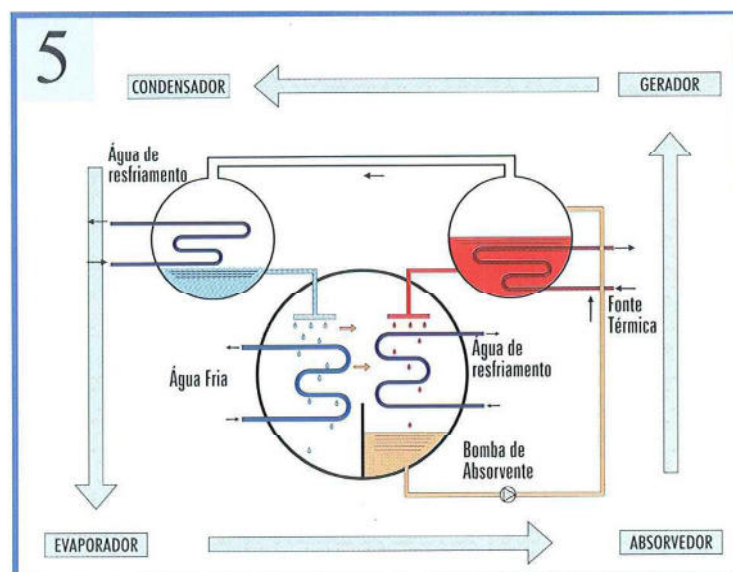 5
CONDENSADOR
GERADOR
Água de
resfriamento
Fonte
Térmica
Água Fria
Água de
resfriamento
Bomba de
Absorvente
EVAPORADOR
ABSORVEDOR